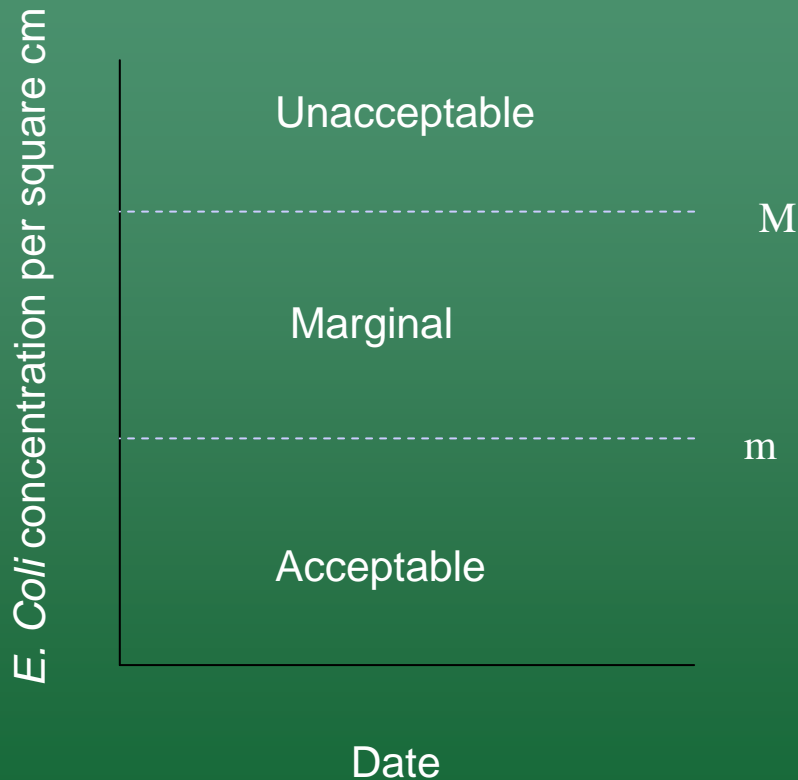 E. Coli concentration per square cm
Unacceptable
M
Marginal
m
Acceptable
Date